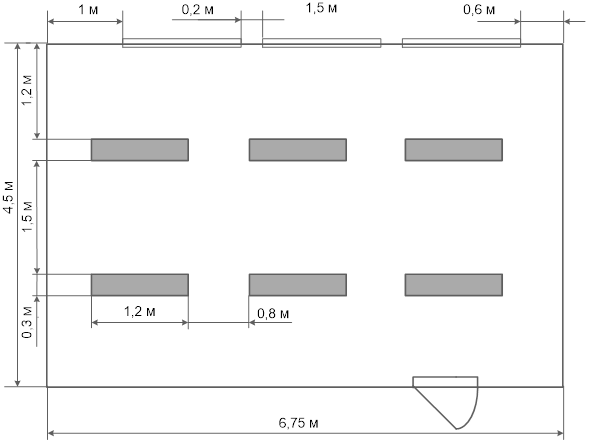 1 м
0,2 м
1,5 м
0,6 м
1,2 м
4,5 м
1,5 м
0,3 м
1,2 м
0,8 м
6,75 м